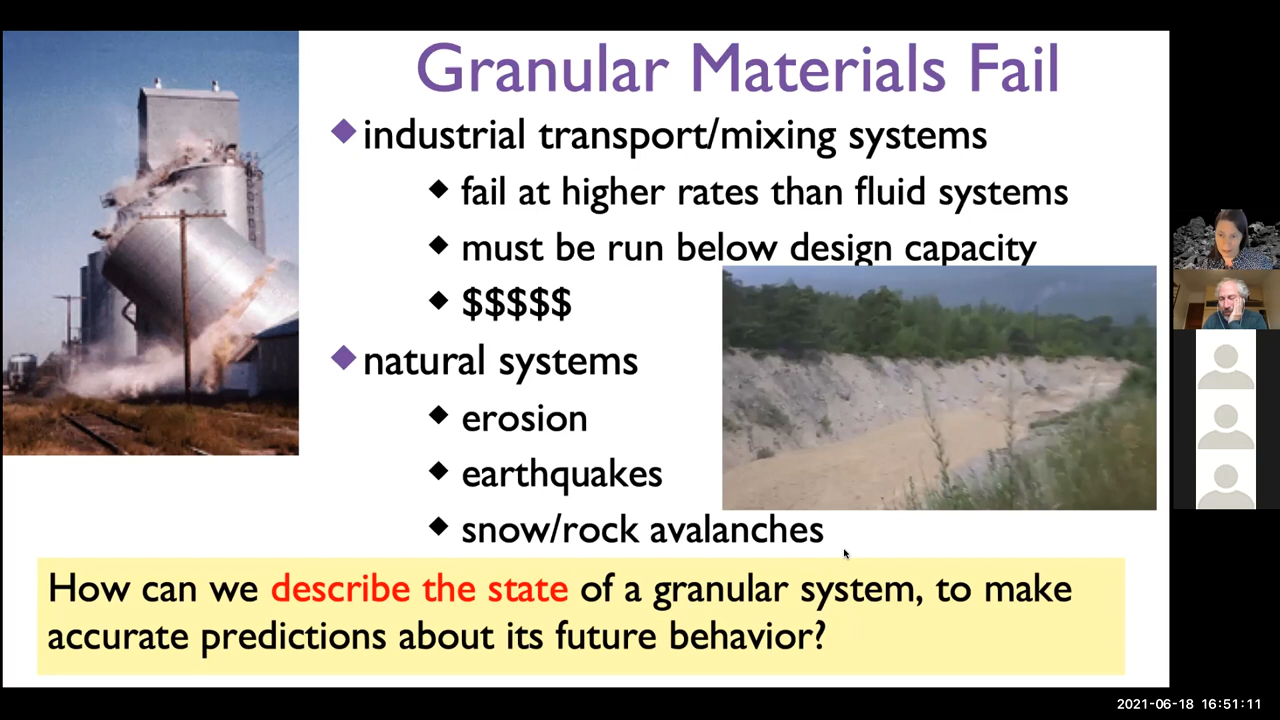 Granular Materials Fail
industrial transport/mixing systems
fail at higher rates than fluid systems
must be run below design capacity
$$$$$
natural systems
erosion
earthquakes
snow/rock avalanches
How can we describe the state of a granular system, to make
accurate predictions about its future behavior?
2021-06-18 16:51:11